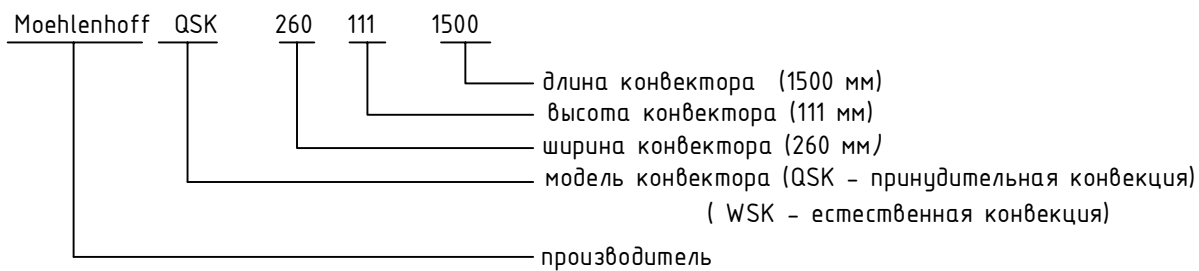 Moehlenhoff QSK 260 111 1500
длина конвектора (1500 мм)
высота конвектора (111 мм)
ширина конвектора (260 мм)
модель конвектора (QSK - принудительная конвекция)
( WSK - естественная конвекция)
производитель